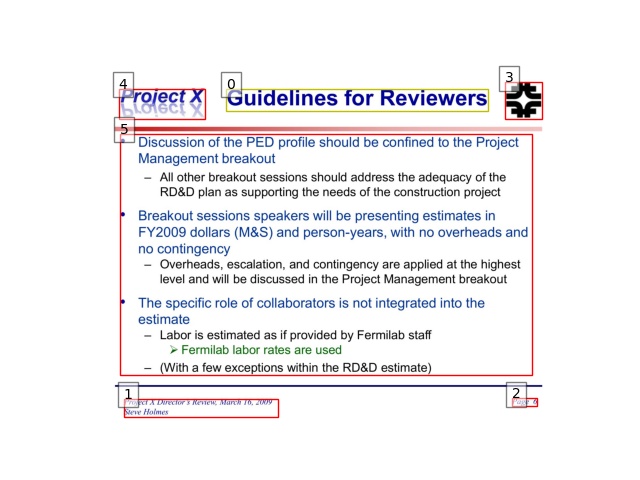 4
Project X
0
Guidelines for Reviewers
3
5
• Discussion of the PED profile should be confined to the Project
Management breakout
– All other breakout sessions should address the adequacy of the
RD&D plan as supporting the needs of the construction project
• Breakout sessions speakers will be presenting estimates in
FY2009 dollars (M&S) and person-years, with no overheads and
no contingency
– Overheads, escalation, and contingency are applied at the highest
level and will be discussed in the Project Management breakout
• The specific role of collaborators is not integrated into the
estimate
– Labor is estimated as if provided by Fermilab staff
➢ Fermilab labor rates are used
– (With a few exceptions within the RD&D estimate)
1
Project X Director's Review, March 16, 2009
Steve Holmes
2
Page 6